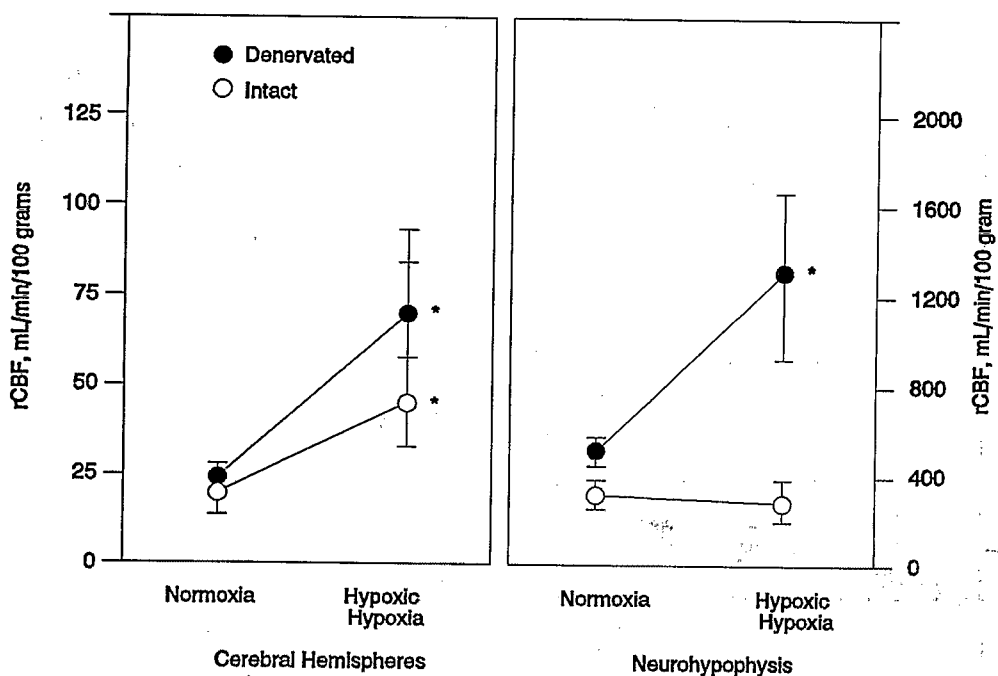 Denervated
Intact
125
100
75
50
25
0
rCBF, mL/min/100 grams
*
*
Normoxia
Hypoxic
Hypoxia
Cerebral Hemispheres
*
2000
1600
1200
800
400
0
rCBF, mL/min/100 gram
Normoxia
Hypoxic
Hypoxia
Neurohypophysis